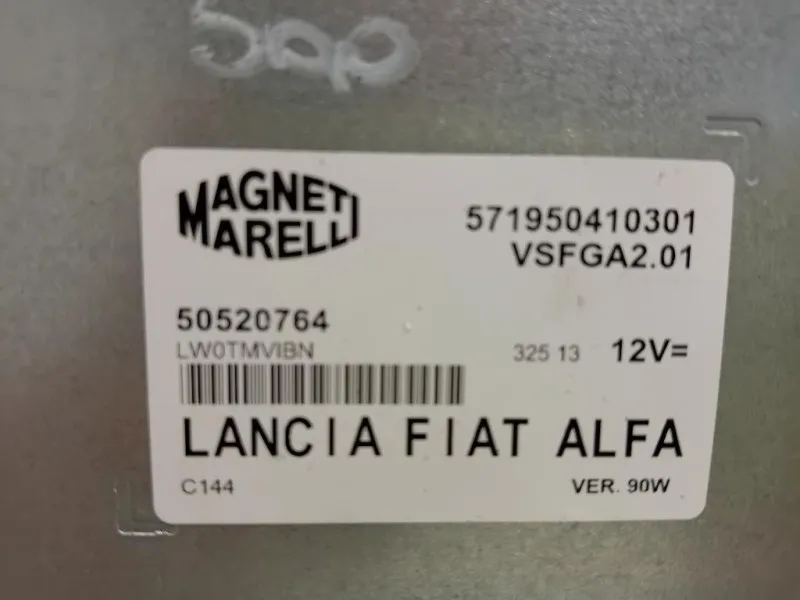 500
MAGNETI
MARELLI
571950410301
VSFGA2.01
50520764
LW0TMVIBN
325 13
12V=
LANCIA FIAT ALFA
C144
VER. 90W